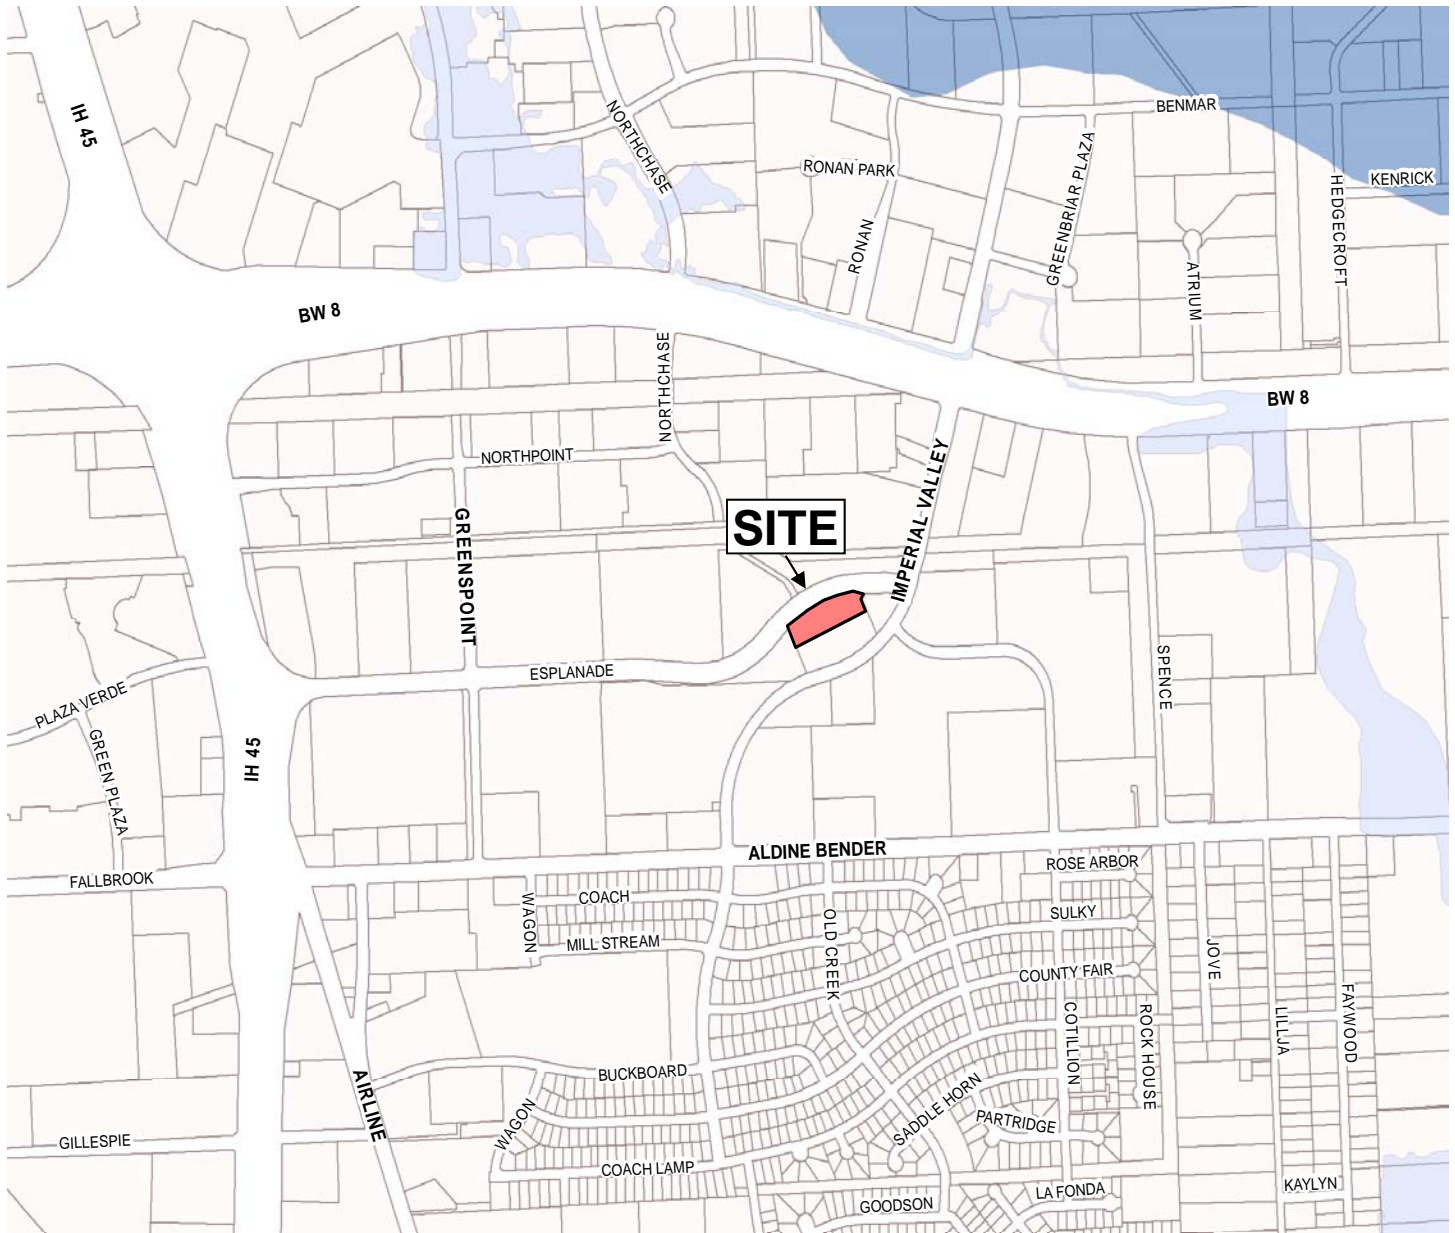 IH 45
NORTHCHASE
BENMAR
RONAN PARK
GREENBRIAR PLAZA
KENRICK
HEDGECROFT
RONAN
ATRIUM
BW 8
NORTHCHASE
BW 8
NORTHPOINT
IMPERIAL VALLEY
SITE
GREENSPOINT
ESPLANADE
SPENCE
PLAZA VERDE
GREEN PLAZA
IH 45
ALDINE BENDER
ROSE ARBOR
FALLBROOK
WAGON
COACH
OLD CREEK
SULKY
MILL STREAM
JOVE
COUNTY FAIR
FAYWOOD
COTILLION
ROCK HOUSE
LILLJA
BUCKBOARD
AIRLINE
SADDLE HORN
WAGON
PARTRIDGE
GILLESPIE
COACH LAMP
LA FONDA
KAYLYN
GOODSON